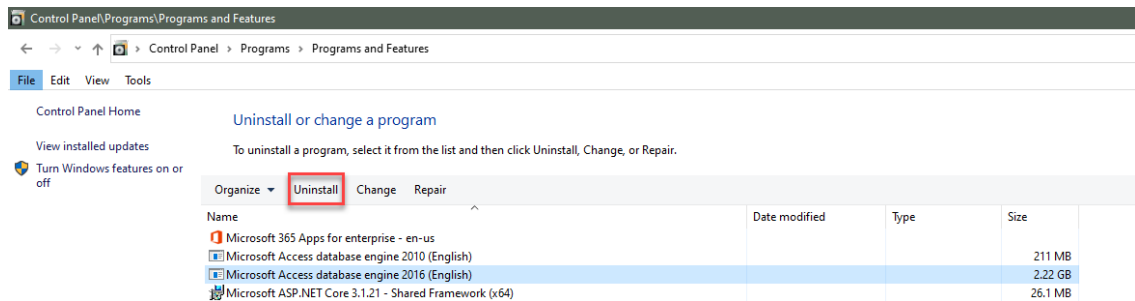 Control Panel\Programs\Programs and Features
Control Panel > Programs > Programs and Features
File Edit View Tools
Control Panel Home
View installed updates
Turn Windows features on or
off
Uninstall or change a program
To uninstall a program, select it from the list and then click Uninstall, Change, or Repair.
Organize Uninstall Change Repair
Name Date modified Type Size
Microsoft 365 Apps for enterprise - en-us
Microsoft Access database engine 2010 (English) 211 MB
Microsoft Access database engine 2016 (English) 2.22 GB
Microsoft ASP.NET Core 3.1.21 - Shared Framework (x64) 26.1 MB